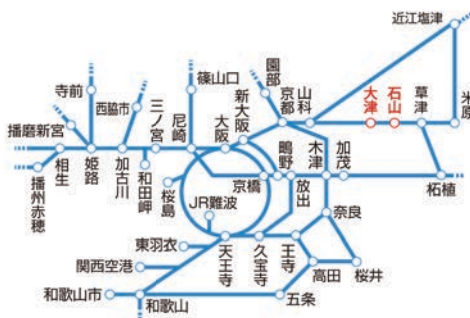 近江塩津
園部
篠山口
寺前
西脇市
三ノ宮
尼崎
大阪
新大阪
京都
山科
大津
石山
草津
米原
播磨新宮
相生
姫路
加古川
和田岬
桜島
京橋
鴫野
放出
木津
加茂
柘植
播州赤穂
JR難波
奈良
東羽衣
関西空港
天王寺
久宝寺
王寺
高田
桜井
和歌山市
和歌山
五条